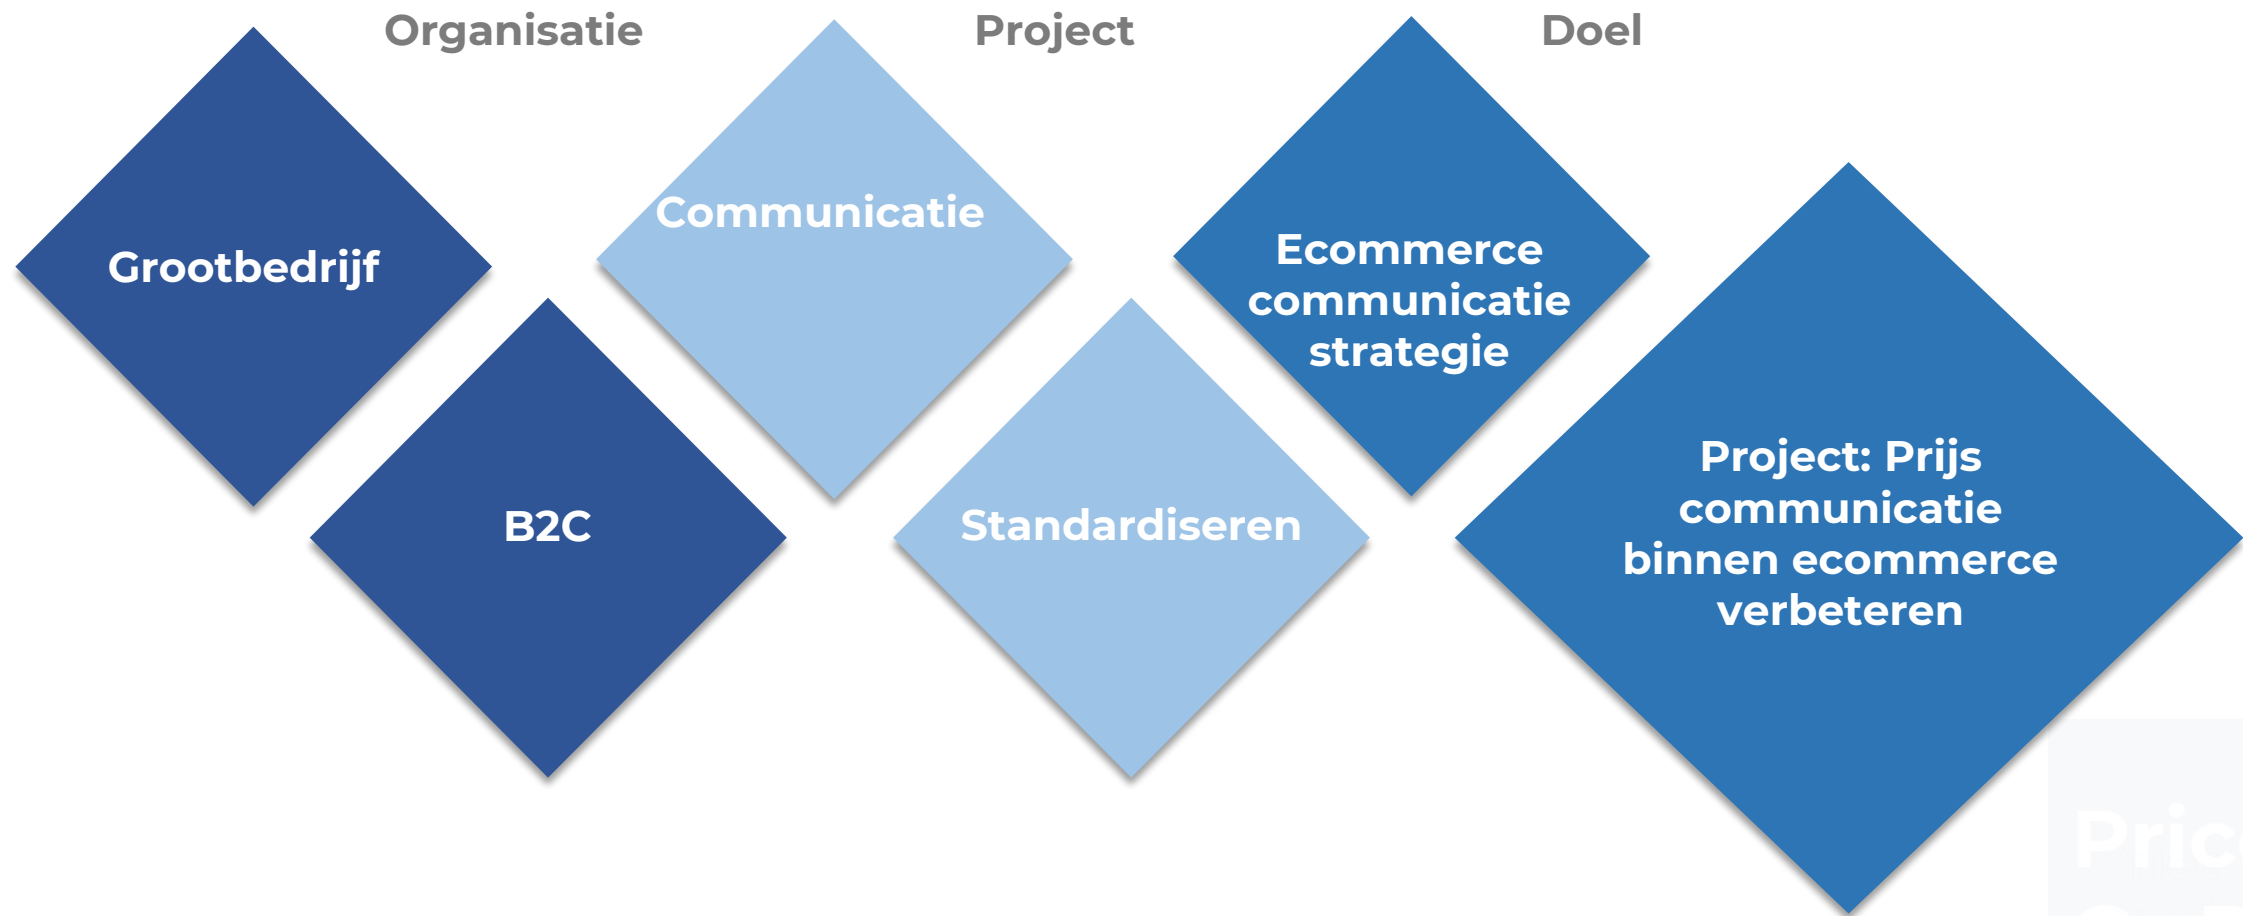 Organisatie
Project
Doel
Grootbedrijf
B2C
Communicatie
Standardiseren
Ecommerce
communicatie
strategie
Project: Prijs
communicatie
binnen ecommerce
verbeteren